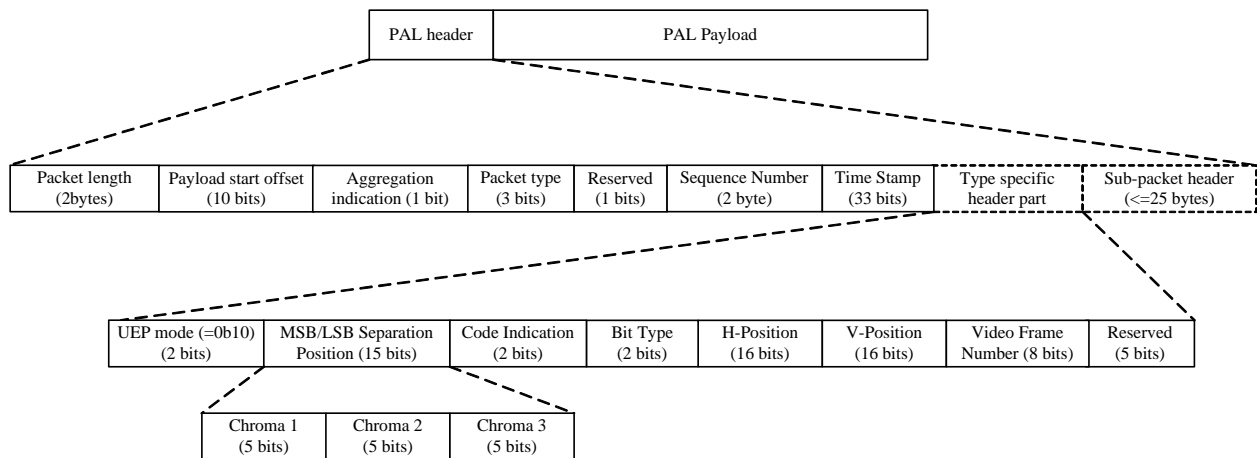 PAL header
PAL Payload
Packet length
(2bytes)
Payload start offset
(10 bits)
Aggregation
indication (1 bit)
Packet type
(3 bits)
Reserved
(1 bits)
Sequence Number
(2 byte)
Time Stamp
(33 bits)
Type specific
header part
Sub-packet header
(<=25 bytes)
UEP mode (=0b10)
(2 bits)
MSB/LSB Separation
Position (15 bits)
Code Indication
(2 bits)
Bit Type
(2 bits)
H-Position
(16 bits)
V-Position
(16 bits)
Video Frame
Number (8 bits)
Reserved
(5 bits)
Chroma 1
(5 bits)
Chroma 2
(5 bits)
Chroma 3
(5 bits)